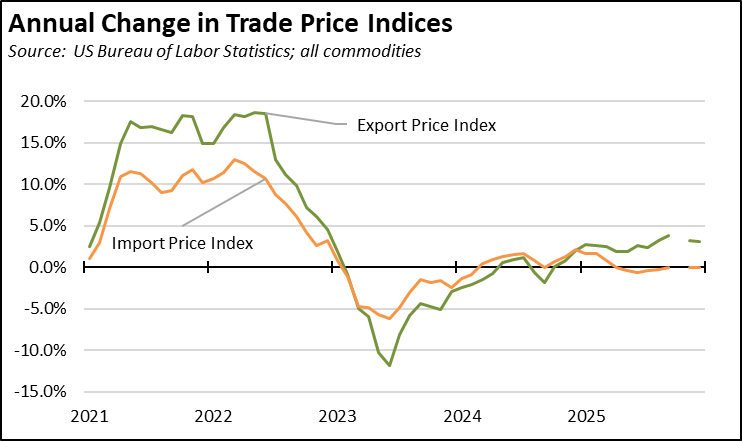 Annual Change in Trade Price Indices
Source:  US Bureau of Labor Statistics; all commodities
20.0%
Export Price Index
15.0%
10.0%
5.0%
Import Price Index
0.0%
-5.0%
-10.0%
-15.0%
2021 2022 2023 2024 2025